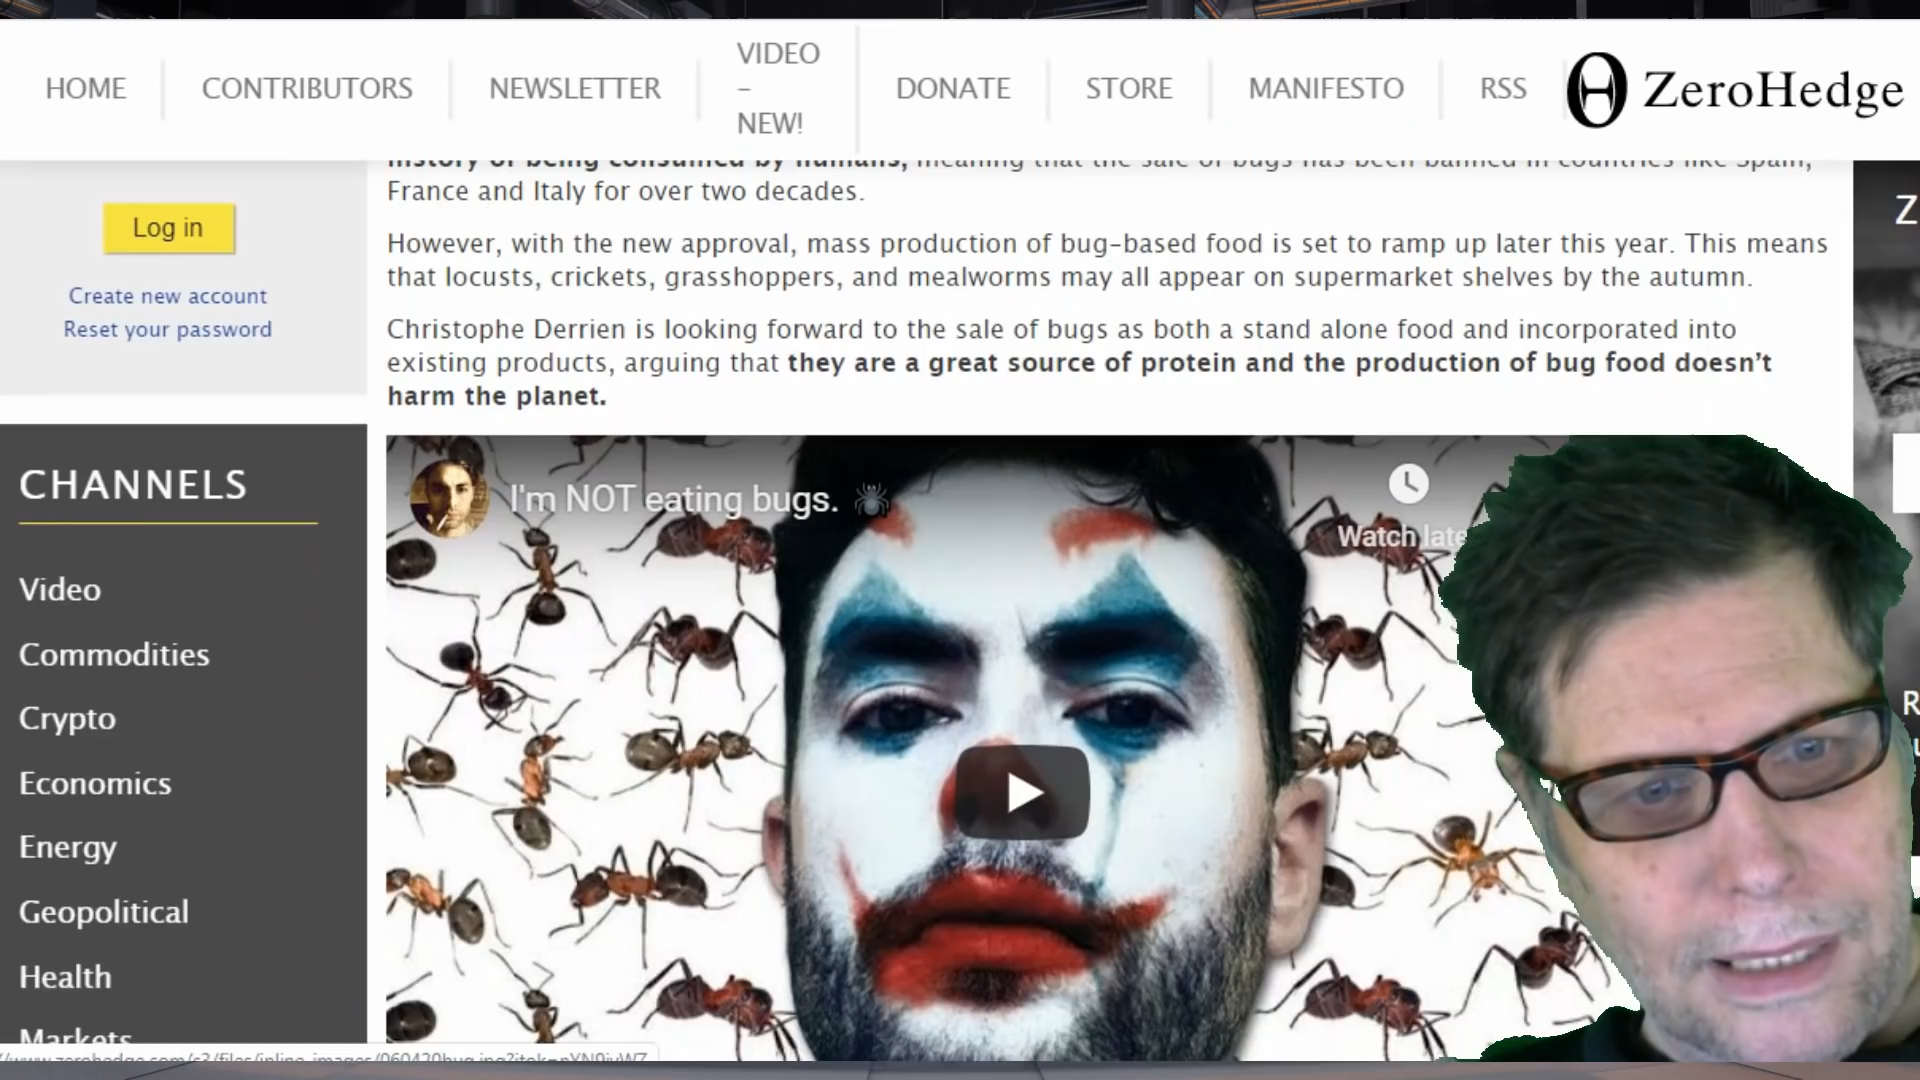 HOME
CONTRIBUTORS
NEWSLETTER
VIDEO
–
NEW!
DONATE
STORE
MANIFESTO
RSS
ZeroHedge
history of being consumed by humans, meaning that the sale of bugs has been banned in countries like Spain,
France and Italy for over two decades.
However, with the new approval, mass production of bug-based food is set to ramp up later this year. This means
that locusts, crickets, grasshoppers, and mealworms may all appear on supermarket shelves by the autumn.
Christophe Derrien is looking forward to the sale of bugs as both a stand alone food and incorporated into
existing products, arguing that they are a great source of protein and the production of bug food doesn't
harm the planet.
Log in
Create new account
Reset your password
CHANNELS
Video
Commodities
Crypto
Economics
Energy
Geopolitical
Health
Markets
I'm NOT eating bugs.
Watch late
Z
R